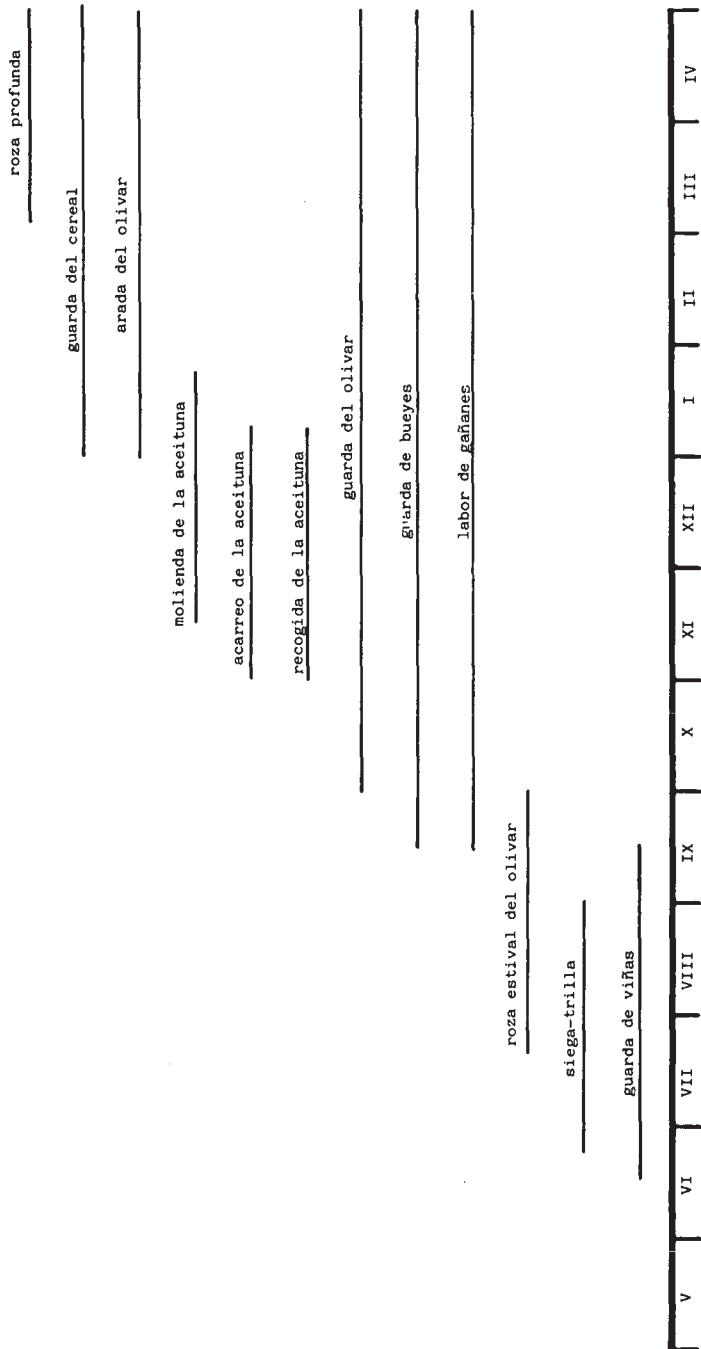 roza profunda
guarda del cereal
arada del olivar
molienda de la aceituna
acarreo de la aceituna
recogida de la aceituna
guarda del olivar
guarda de bueyes
labor de gañanes
roza estival del olivar
siega-trilla
guarda de viñas
V VI VII VIII IX X XI XII I II III IV